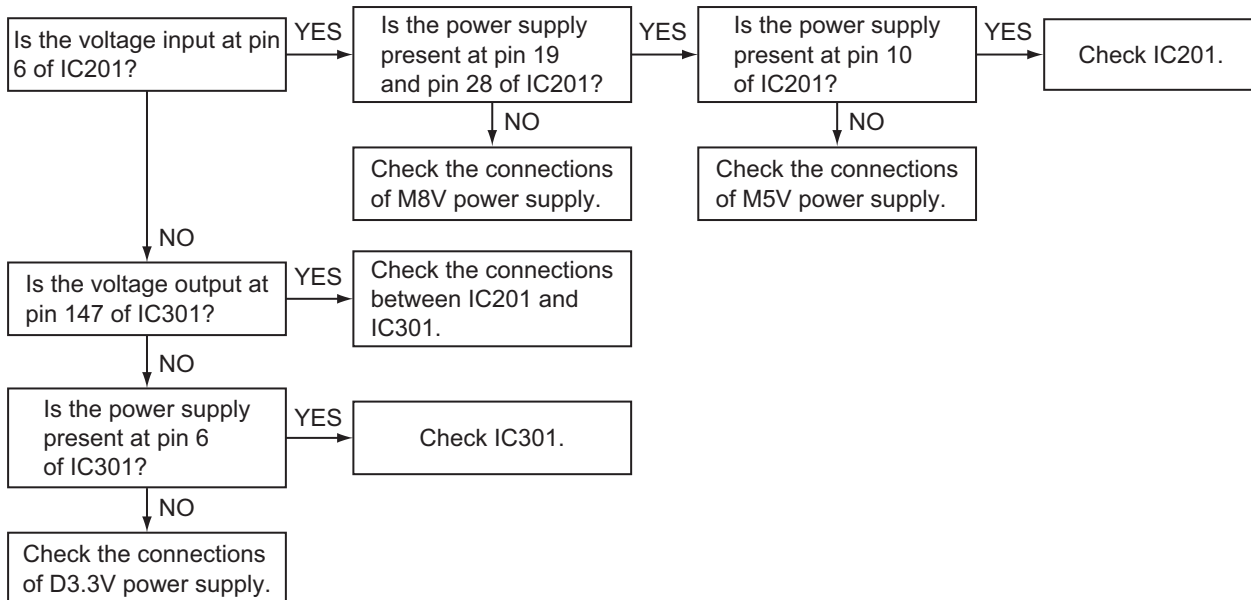 Is the voltage input at pin
6 of IC201?
YES
Is the power supply
present at pin 19
and pin 28 of IC201?
YES
Is the power supply
present at pin 10
of IC201?
YES
Check IC201.
NO
NO
Check the connections
of M8V power supply.
Check the connections
of M5V power supply.
NO
Is the voltage output at
pin 147 of IC301?
YES
Check the connections
between IC201 and
IC301.
NO
Is the power supply
present at pin 6
of IC301?
YES
Check IC301.
NO
Check the connections
of D3.3V power supply.